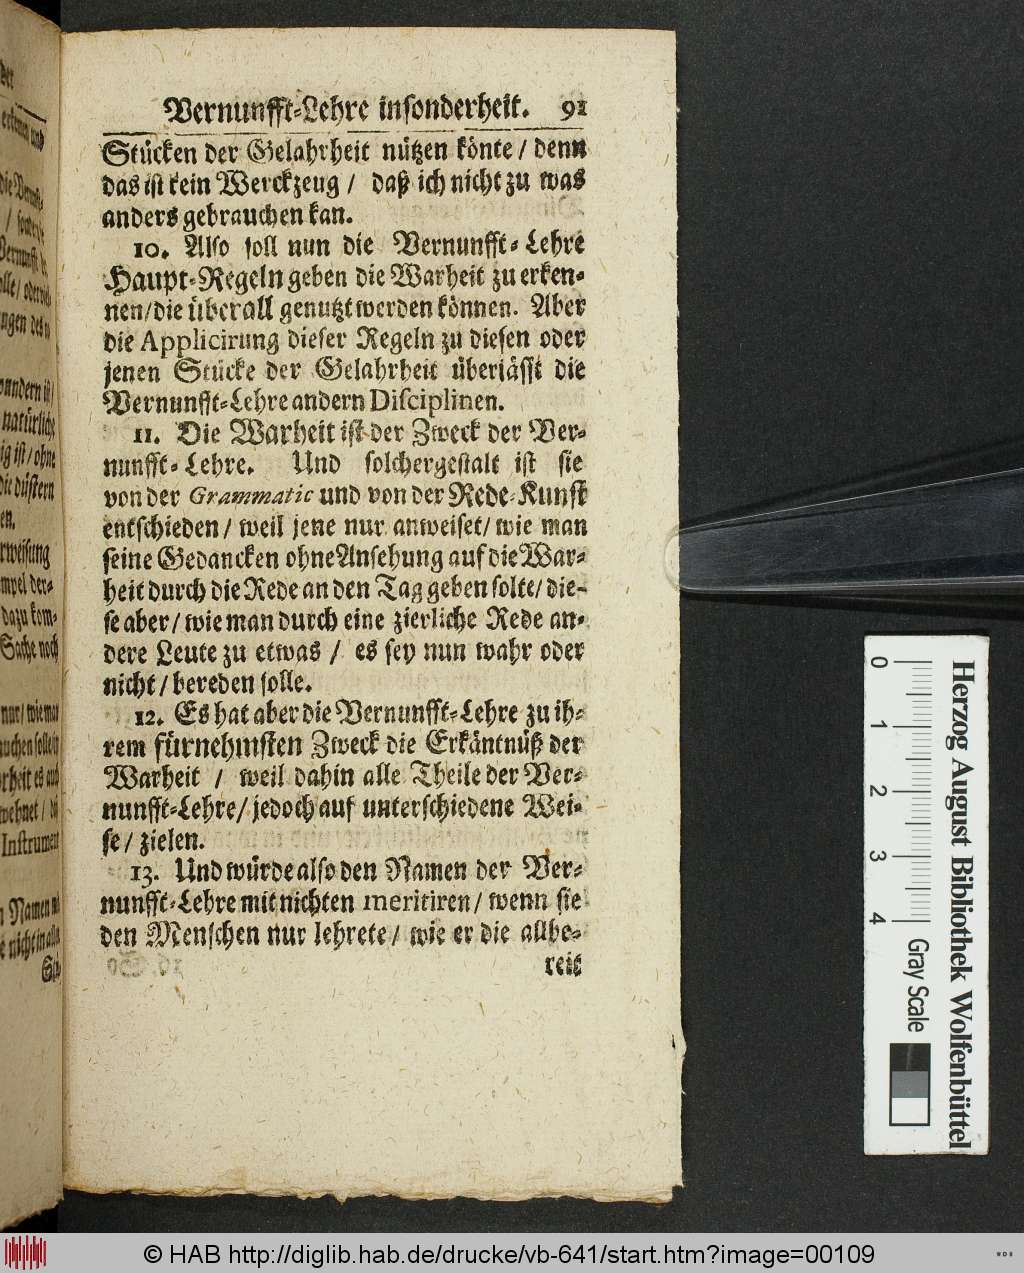 Vernunfft-Lehre insonderheit. 91
Stücken der Gelahrheit nützen könte / denn
das ist kein Werckzeug / daß ich nicht zu was
anders gebrauchen kan.
10. Also soll nun die Vernunfft-Lehre
Haupt-Regeln geben die Warheit zu erken-
nen/die überall genutzt werden können. Aber
die Applicirung dieser Regeln zu diesen oder
jenen Stücke der Gelahrheit überlässt die
Vernunfft-Lehre andern Disciplinen.
11. Die Warheit ist der Zweck der Ver-
nunfft-Lehre. Und solchergestalt ist sie
von der Grammatic und von der Rede-Kunst
entschieden / weil jene nur anweiset/ wie man
seine Gedancken ohne Ansehung auf die War-
heit durch die Rede an den Tag geben solte/ die-
se aber / wie man durch eine zierliche Rede an-
dere Leute zu etwas / es sey nun wahr oder
nicht / bereden solle.
12. Es hat aber die Vernunfft-Lehre zu ih-
rem fürnehmsten Zweck die Erkäntnüß der
Warheit / weil dahin alle Theile der Ver-
nunfft-Lehre / jedoch auf unterschiedene Wei-
se / zielen.
13. Und würde also den Namen der Ver-
nunfft-Lehre mit nichten meritiren / wenn sie
den Menschen nur lehrete / wie er die allbe-
reit
0 1 2 3 4 Gray Scale
Herzog August Bibliothek Wolfenbüttel
© HAB http://diglib.hab.de/drucke/vb-641/start.htm?image=00109